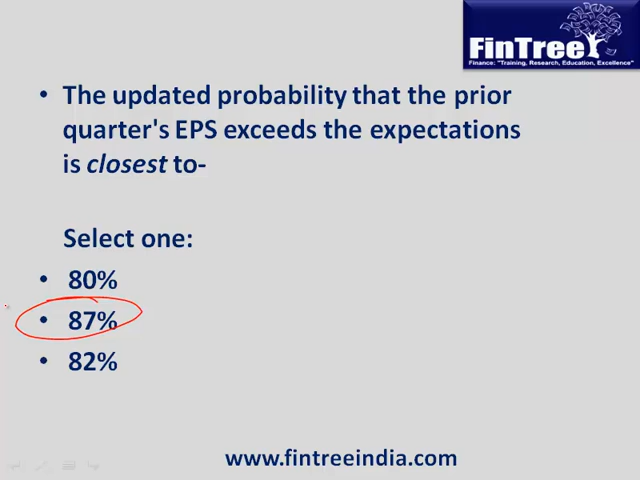 FinTree
Finance: "Training, Research, Education, Excellence"
• The updated probability that the prior
quarter's EPS exceeds the expectations
is closest to-
Select one:
• 80%
• 87%
• 82%
www.fintreeindia.com